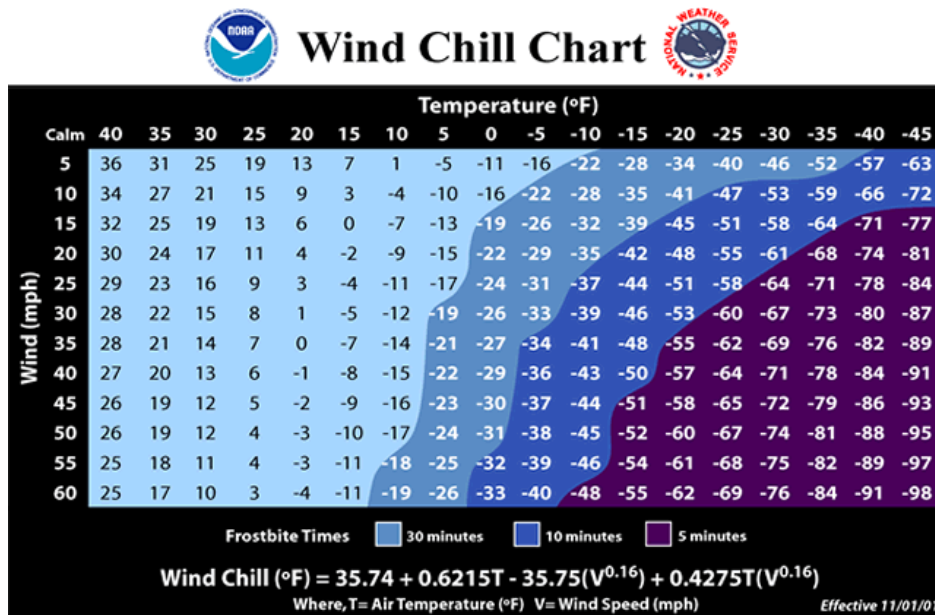 NOAA
Wind Chill Chart
NATIONAL WEATHER SERVICE
Temperature (ºF)
Calm 40 35 30 25 20 15 10 5 0 -5 -10 -15 -20 -25 -30 -35 -40 -45
5 36 31 25 19 13 7 1 -5 -11 -16 -22 -28 -34 -40 -46 -52 -57 -63
10 34 27 21 15 9 3 -4 -10 -16 -22 -28 -35 -41 -47 -53 -59 -66 -72
15 32 25 19 13 6 0 -7 -13 -19 -26 -32 -39 -45 -51 -58 -64 -71 -77
20 30 24 17 11 4 -2 -9 -15 -22 -29 -35 -42 -48 -55 -61 -68 -74 -81
25 29 23 16 9 3 -4 -11 -17 -24 -31 -37 -44 -51 -58 -64 -71 -78 -84
30 28 22 15 8 1 -5 -12 -19 -26 -33 -39 -46 -53 -60 -67 -73 -80 -87
35 28 21 14 7 0 -7 -14 -21 -27 -34 -41 -48 -55 -62 -69 -76 -82 -89
40 27 20 13 6 -1 -8 -15 -22 -29 -36 -43 -50 -57 -64 -71 -78 -84 -91
45 26 19 12 5 -2 -9 -16 -23 -30 -37 -44 -51 -58 -65 -72 -79 -86 -93
50 26 19 12 4 -3 -10 -17 -24 -31 -38 -45 -52 -60 -67 -74 -81 -88 -95
55 25 18 11 4 -3 -11 -18 -25 -32 -39 -46 -54 -61 -68 -75 -82 -89 -97
60 25 17 10 3 -4 -11 -19 -26 -33 -40 -48 -55 -62 -69 -76 -84 -91 -98
Wind (mph)
Frostbite Times 30 minutes 10 minutes 5 minutes
Wind Chill (ºF) = 35.74 + 0.6215T - 35.75(V0.16) + 0.4275T(V0.16)
Where, T= Air Temperature (ºF) V= Wind Speed (mph)
Effective 11/01/01